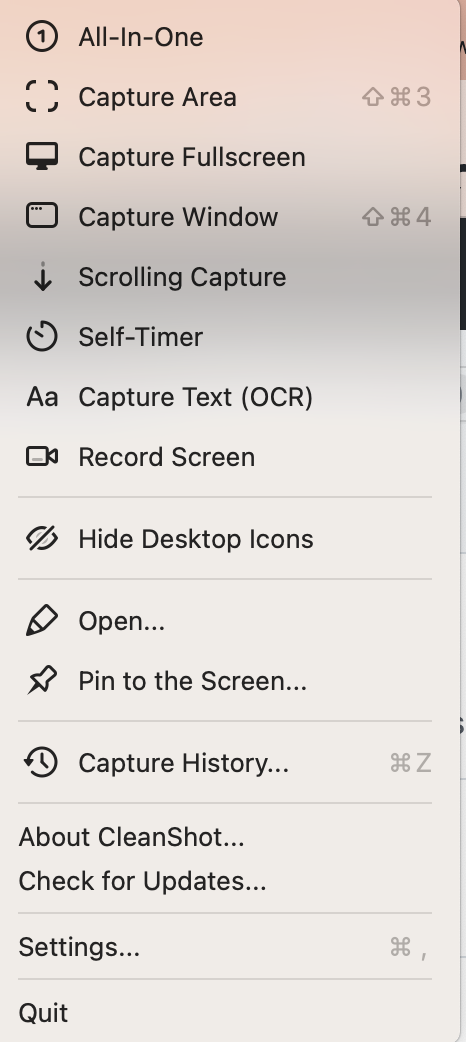 All-In-One
Capture Area ⇧⌘3
Capture Fullscreen
Capture Window ⇧⌘4
Scrolling Capture
Self-Timer
Aa Capture Text (OCR)
Record Screen
Hide Desktop Icons
Open...
Pin to the Screen...
Capture History... ⌘Z
About CleanShot...
Check for Updates...
Settings... ⌘,
Quit